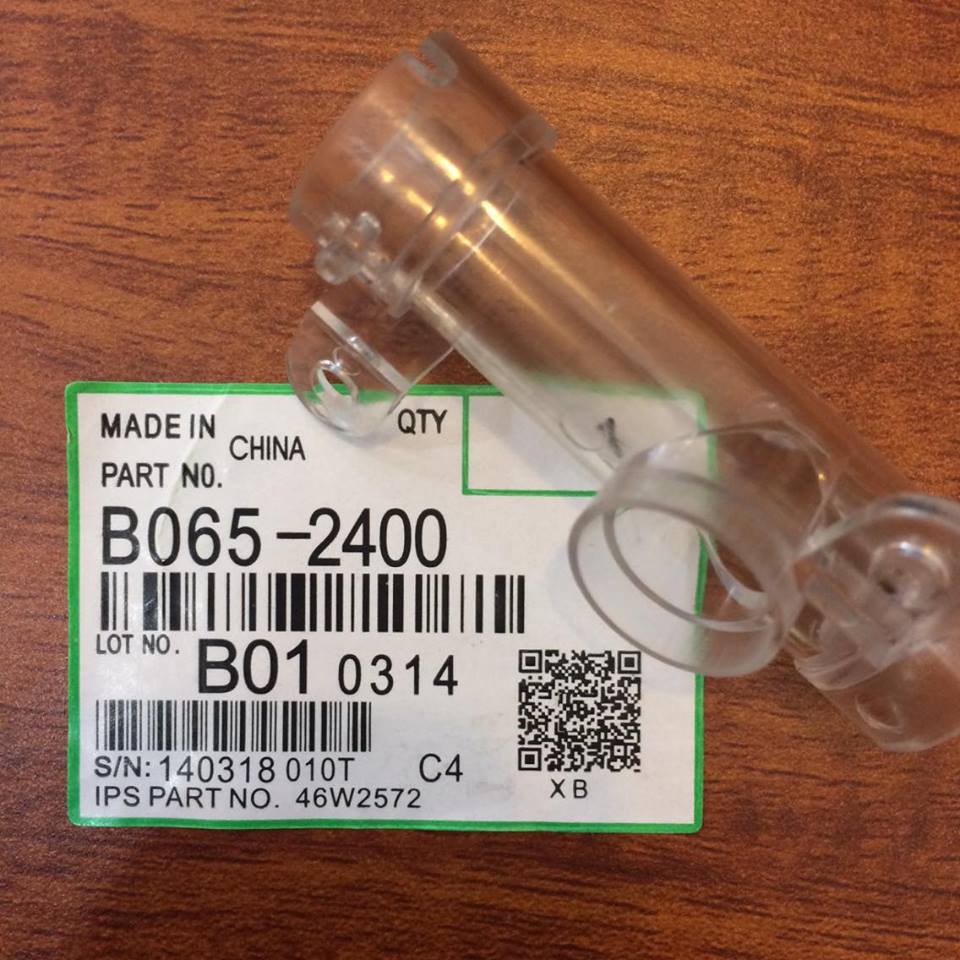 MADE IN CHINA QTY
1
PART NO.
B065-2400
LOT NO. B01 0314
S/N: 140318 010T C4
IPS PART NO. 46W2572
XB